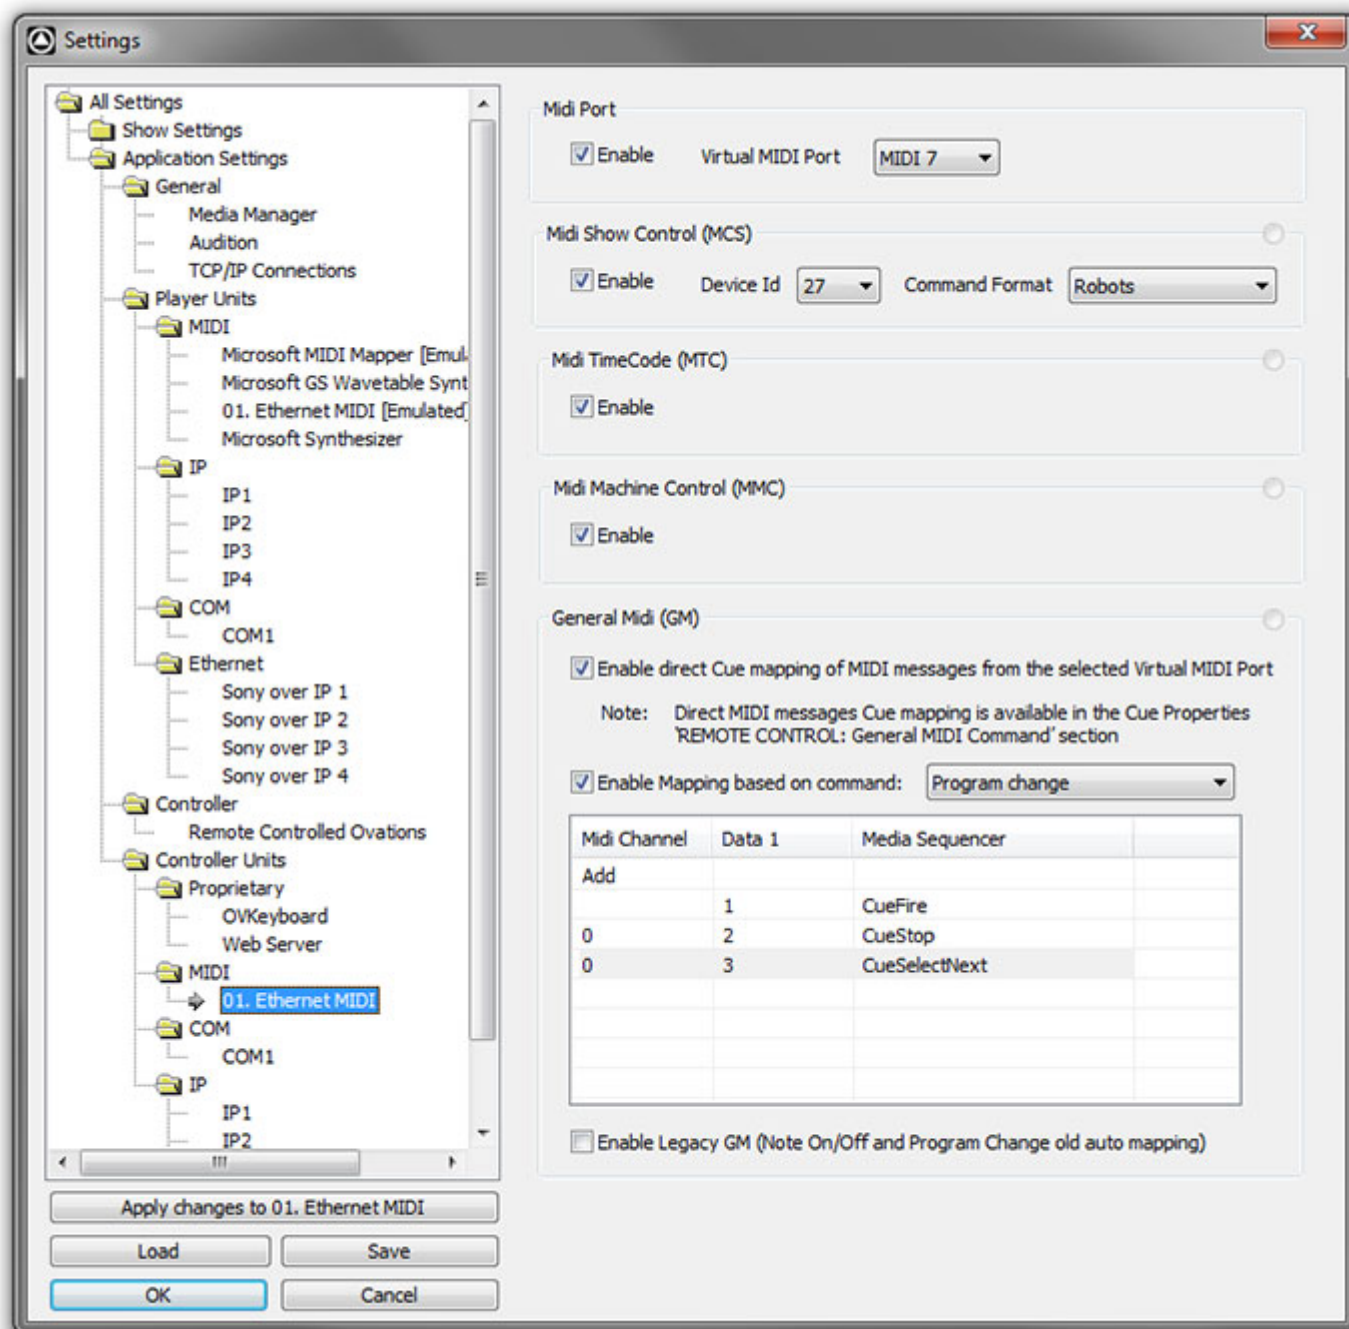 Settings
All Settings
Show Settings
Application Settings
General
Media Manager
Audition
TCP/IP Connections
Player Units
MIDI
Microsoft MIDI Mapper [Emul
Microsoft GS Wavetable Synt
01. Ethernet MIDI [Emulated]
Microsoft Synthesizer
IP
IP1
IP2
IP3
IP4
COM
COM1
Ethernet
Sony over IP 1
Sony over IP 2
Sony over IP 3
Sony over IP 4
Controller
Remote Controlled Ovations
Controller Units
Proprietary
OVKeyboard
Web Server
MIDI
01. Ethernet MIDI
COM
COM1
IP
IP1
IP2
Apply changes to 01. Ethernet MIDI
Load Save
OK Cancel
Midi Port
Enable Virtual MIDI Port MIDI 7
Midi Show Control (MCS)
Enable Device Id 27 Command Format Robots
Midi TimeCode (MTC)
Enable
Midi Machine Control (MMC)
Enable
General Midi (GM)
Enable direct Cue mapping of MIDI messages from the selected Virtual MIDI Port
Note: Direct MIDI messages Cue mapping is available in the Cue Properties
'REMOTE CONTROL: General MIDI Command' section
Enable Mapping based on command: Program change
Midi Channel Data 1 Media Sequencer
Add
1 CueFire
0 2 CueStop
0 3 CueSelectNext
Enable Legacy GM (Note On/Off and Program Change old auto mapping)